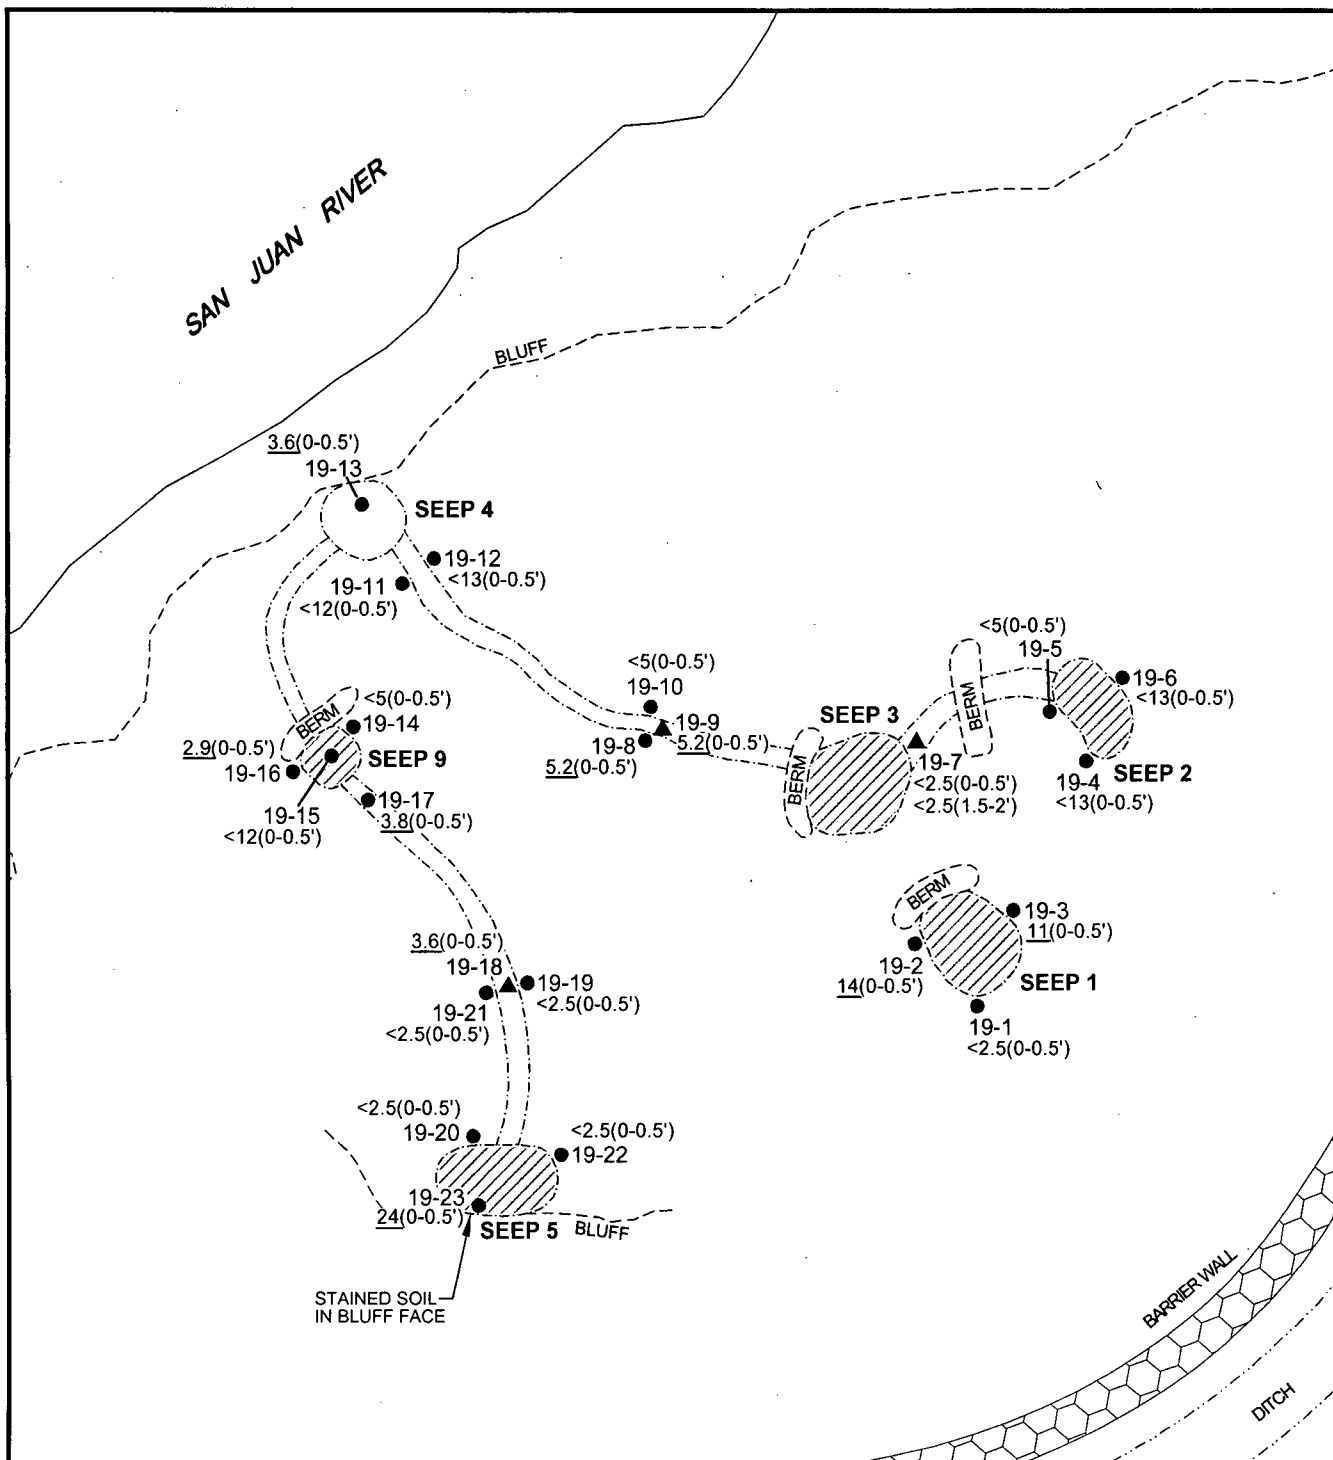 SAN JUAN RIVER
BLUFF
3.6(0-0.5')
19-13
SEEP 4
19-12
<13(0-0.5')
19-11
<12(0-0.5')
<5(0-0.5')
19-10
19-9
5.2(0-0.5')
19-8
5.2(0-0.5')
<5(0-0.5')
19-5
19-6
<13(0-0.5')
BERM
SEEP 3
BERM
19-7
<2.5(0-0.5')
<2.5(1.5-2')
19-4
SEEP 2
<13(0-0.5')
<5(0-0.5')
BERM
19-14
2.9(0-0.5')
19-16
SEEP 9
19-15
<12(0-0.5')
19-17
3.8(0-0.5')
BERM
19-3
11(0-0.5')
19-2
14(0-0.5')
SEEP 1
19-1
<2.5(0-0.5')
3.6(0-0.5')
19-18
19-19
<2.5(0-0.5')
19-21
<2.5(0-0.5')
<2.5(0-0.5')
19-20
<2.5(0-0.5')
19-22
19-23
24(0-0.5')
SEEP 5
BLUFF
STAINED SOIL
IN BLUFF FACE
BARRIER WALL
DITCH